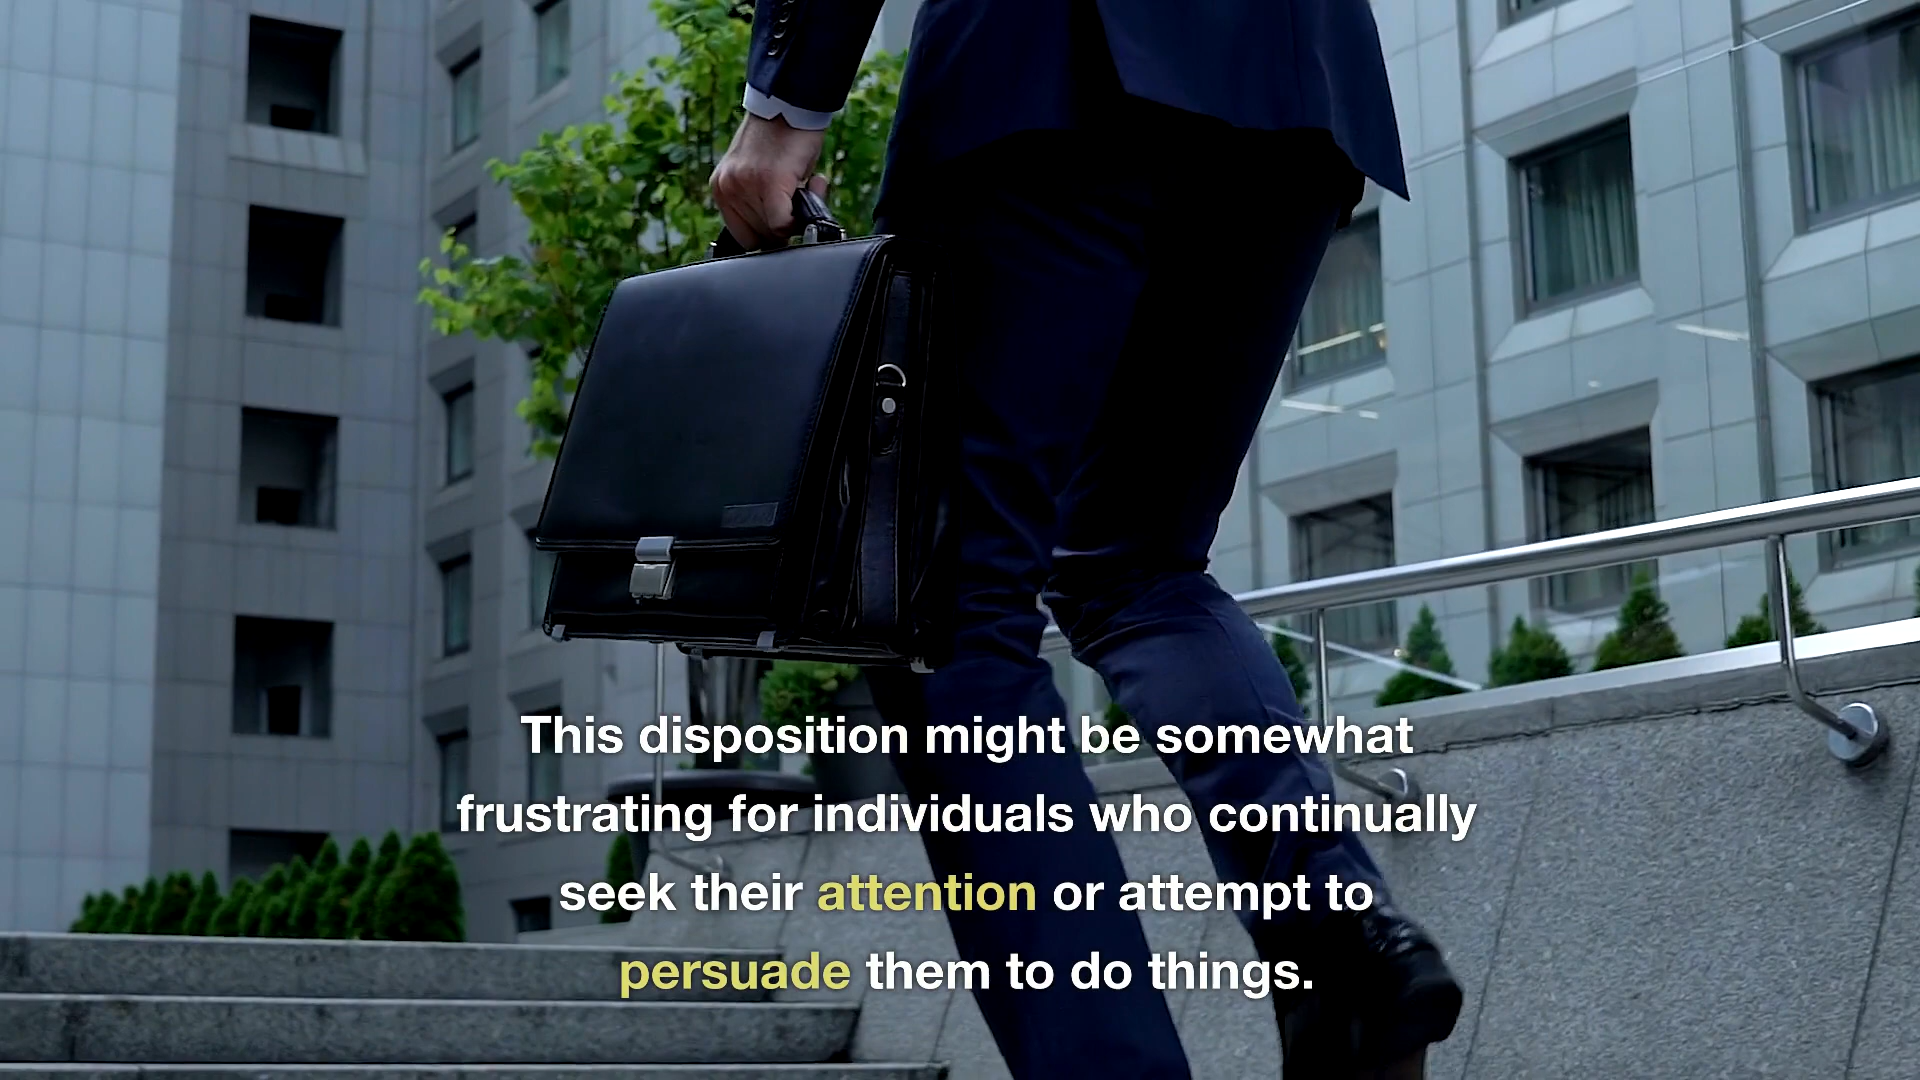 This disposition might be somewhat
frustrating for individuals who continually
seek their attention or attempt to
persuade them to do things.